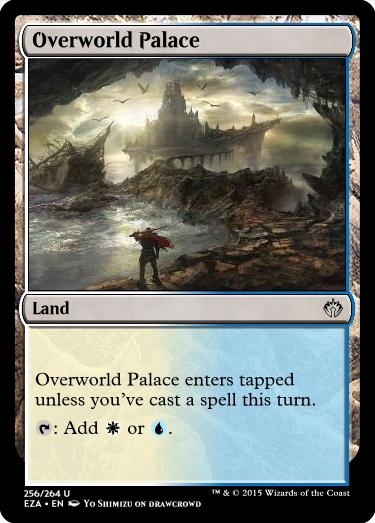 Overworld Palace
Land
Overworld Palace enters tapped
unless you've cast a spell this turn.
: Add or .
256/264 U
EZA • EN Yo Shimizu on drawcrowd
™ & © 2015 Wizards of the Coast